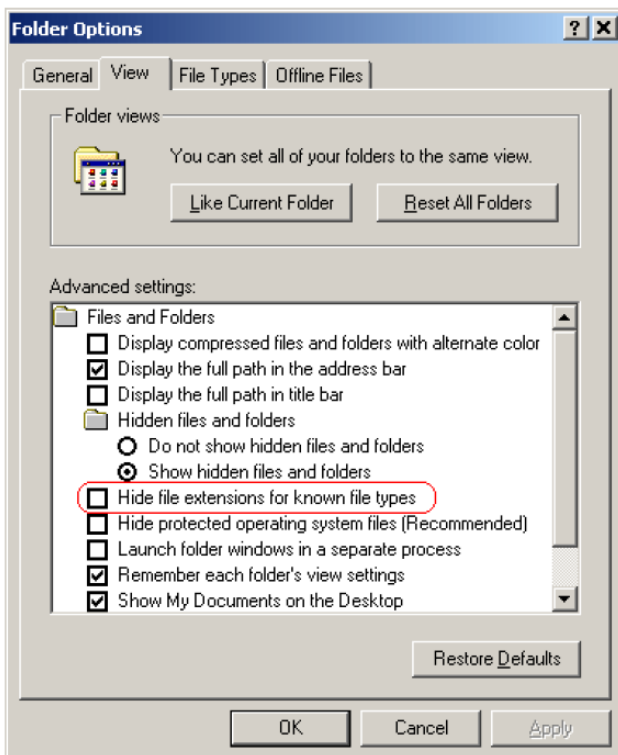 Folder Options
General View File Types Offline Files
Folder views
You can set all of your folders to the same view.
Like Current Folder Reset All Folders
Advanced settings:
Files and Folders
Display compressed files and folders with alternate color
Display the full path in the address bar
Display the full path in title bar
Hidden files and folders
Do not show hidden files and folders
Show hidden files and folders
Hide file extensions for known file types
Hide protected operating system files (Recommended)
Launch folder windows in a separate process
Remember each folder's view settings
Show My Documents on the Desktop
Restore Defaults
OK Cancel Apply